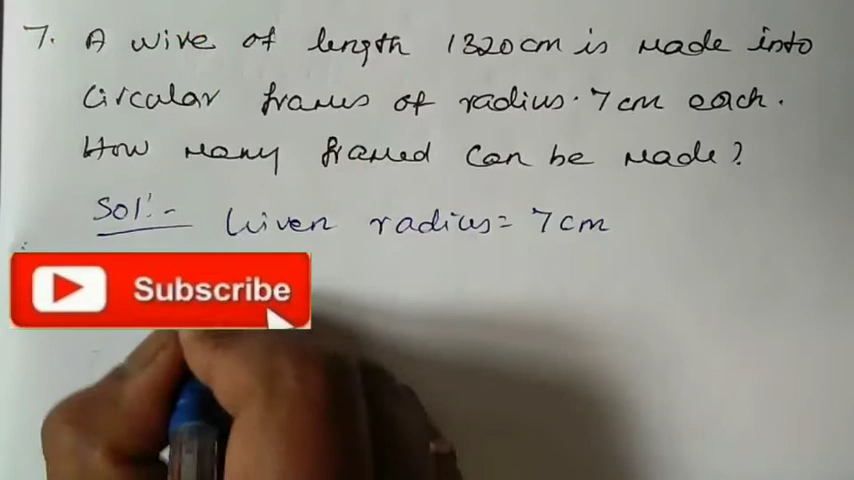 7. A wire of length 1320cm is made into
Circular frames of radius. 7cm each.
How many framed can be made?
Sol:- Given radius = 7cm
Subscribe